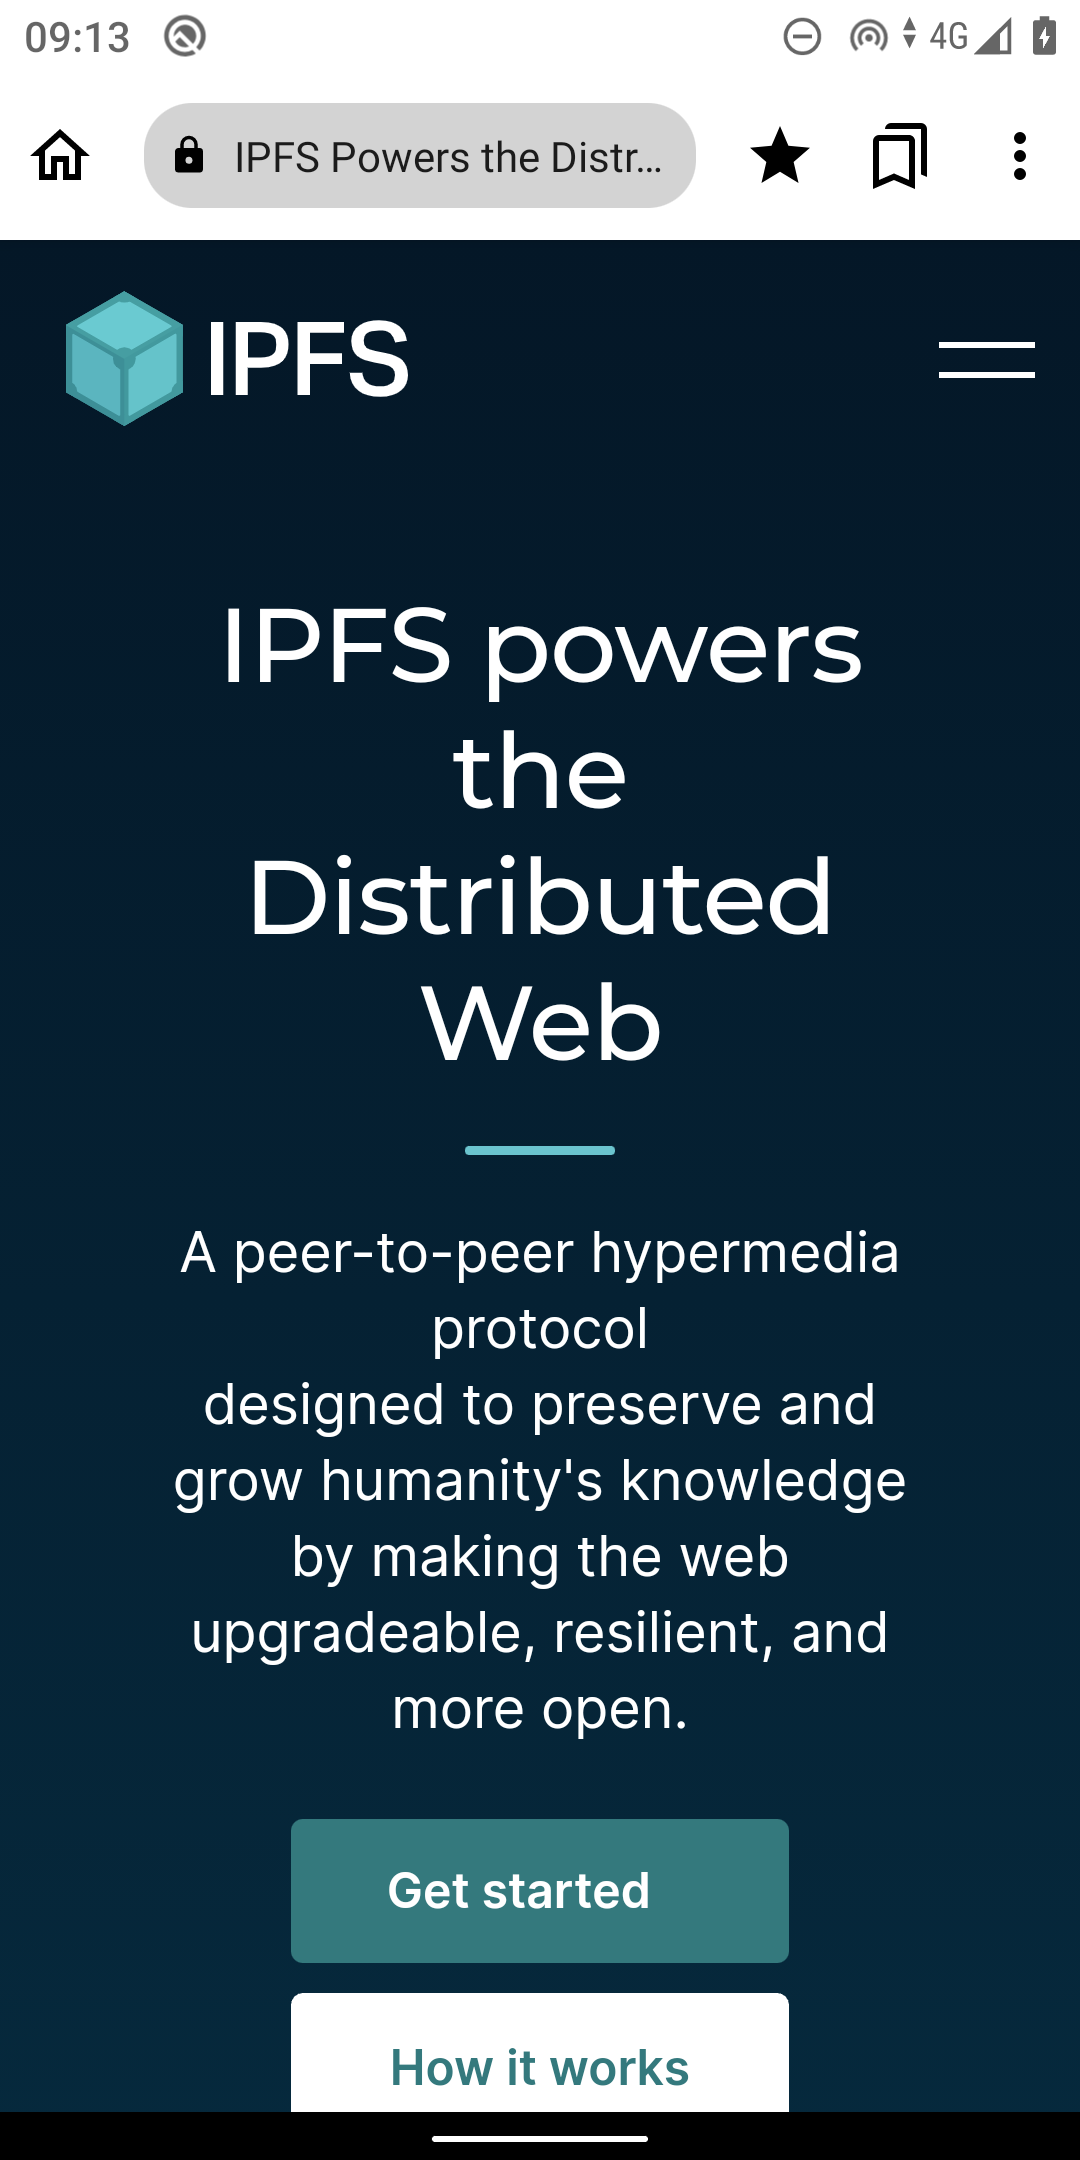 09:13
4G
IPFS Powers the Distr...
IPFS
IPFS powers
the
Distributed
Web
A peer-to-peer hypermedia
protocol
designed to preserve and
grow humanity's knowledge
by making the web
upgradeable, resilient, and
more open.
Get started
How it works